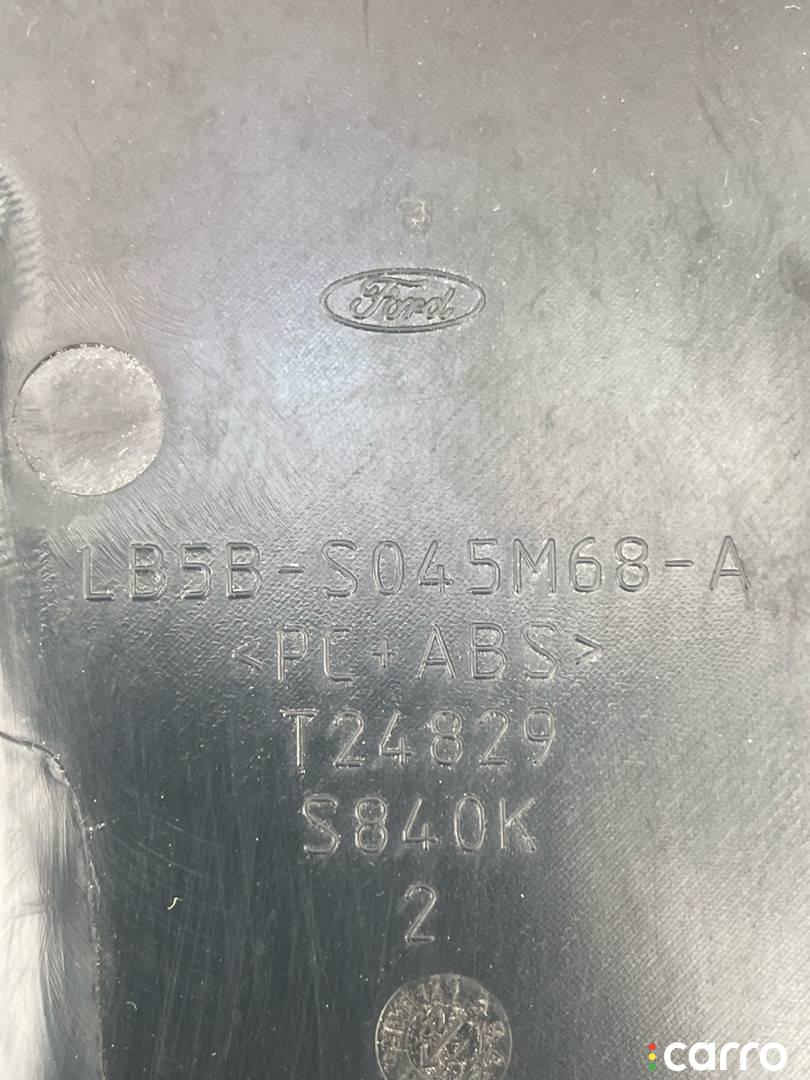 Ford
LB5B-S045M68-A
<PC+ABS>
T24829
S840K
2
carro